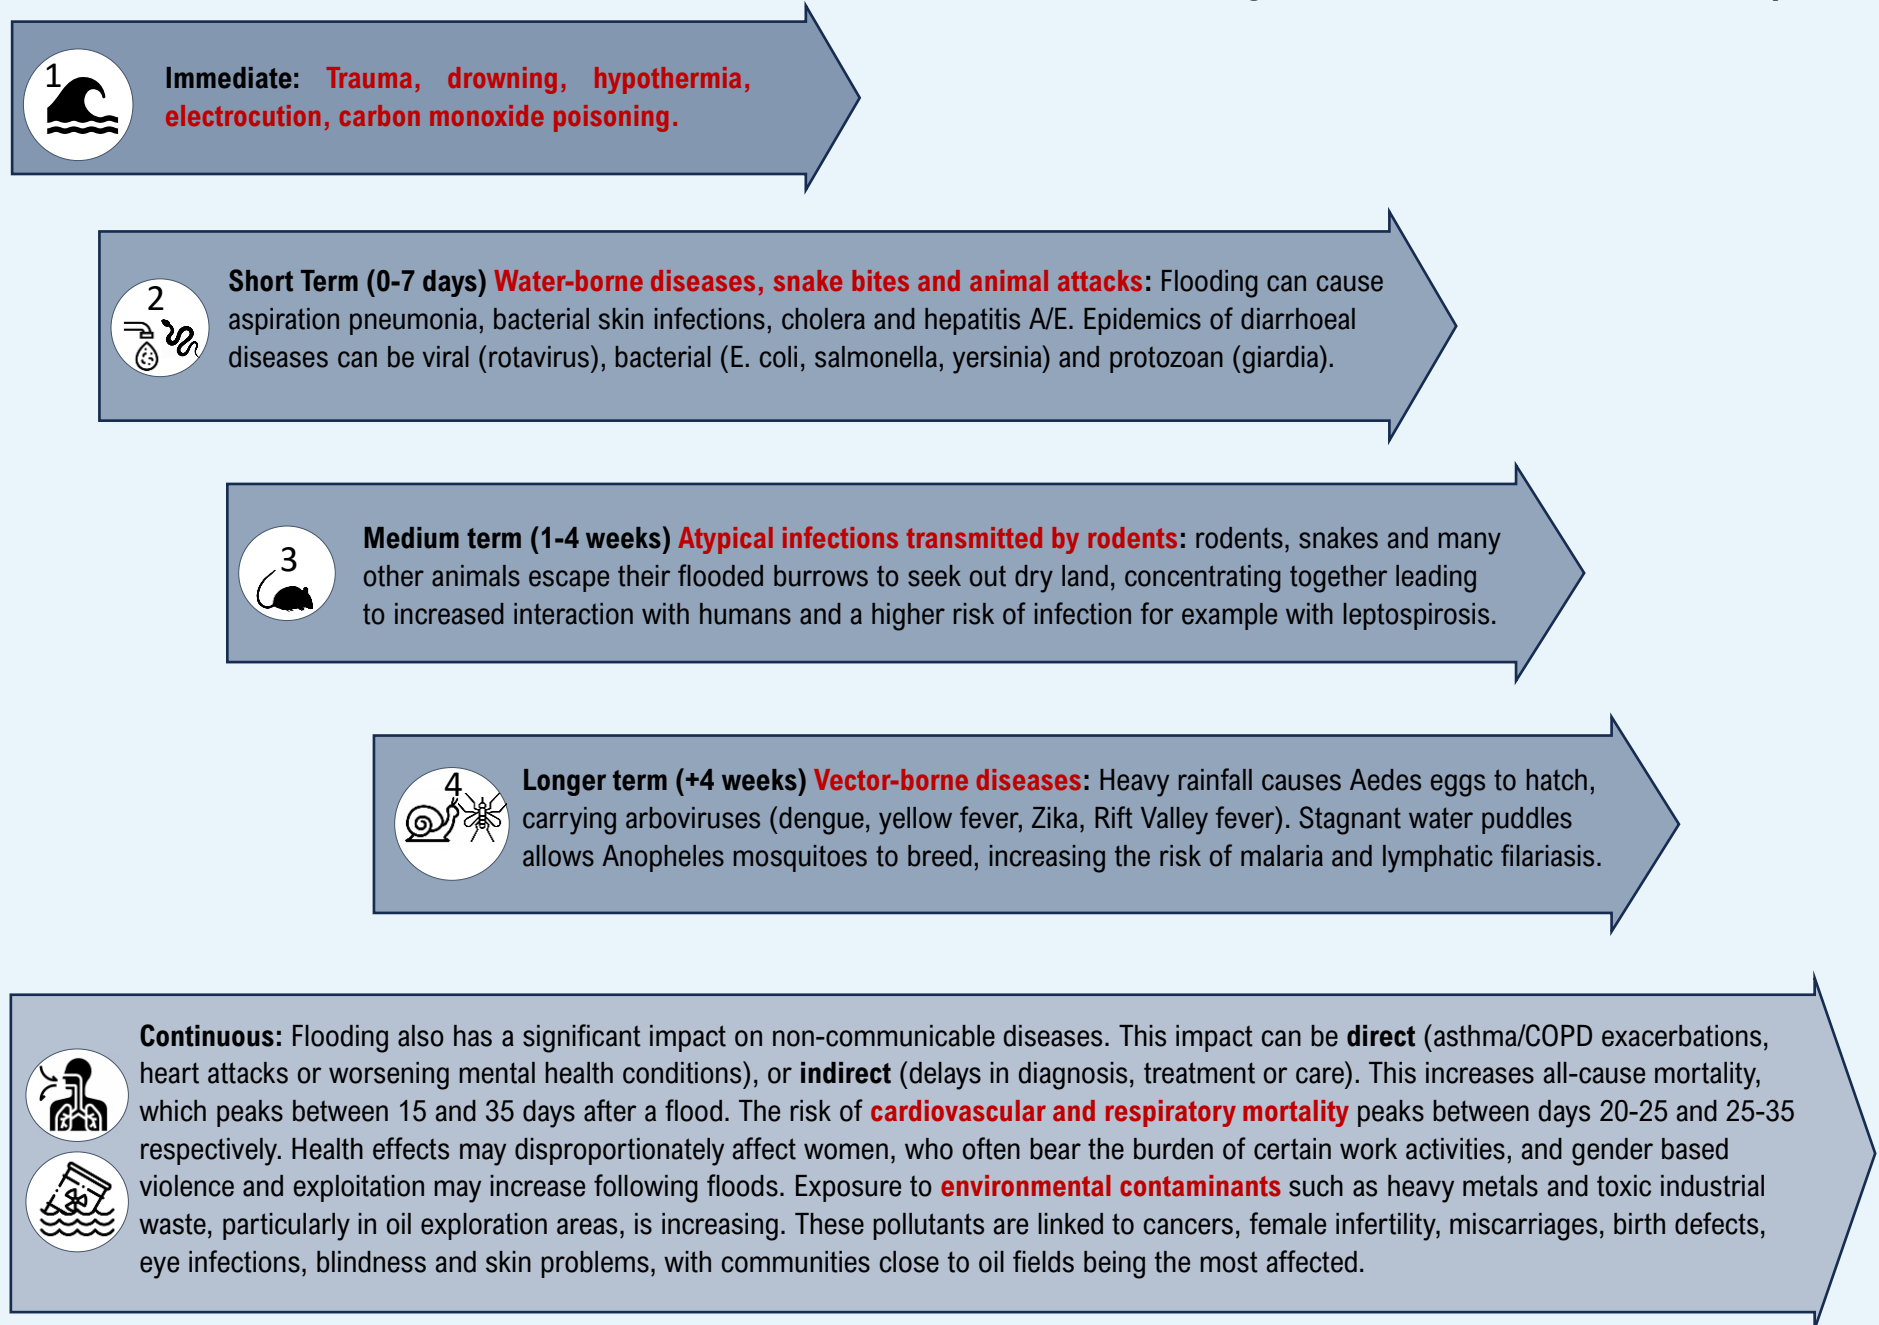 1
Immediate: Trauma, drowning, hypothermia,
electrocution, carbon monoxide poisoning.
2
Short Term (0-7 days) Water-borne diseases, snake bites and animal attacks: Flooding can cause
aspiration pneumonia, bacterial skin infections, cholera and hepatitis A/E. Epidemics of diarrhoeal
diseases can be viral (rotavirus), bacterial (E. coli, salmonella, yersinia) and protozoan (giardia).
3
Medium term (1-4 weeks) Atypical infections transmitted by rodents: rodents, snakes and many
other animals escape their flooded burrows to seek out dry land, concentrating together leading
to increased interaction with humans and a higher risk of infection for example with leptospirosis.
4
Longer term (+4 weeks) Vector-borne diseases: Heavy rainfall causes Aedes eggs to hatch,
carrying arboviruses (dengue, yellow fever, Zika, Rift Valley fever). Stagnant water puddles
allows Anopheles mosquitoes to breed, increasing the risk of malaria and lymphatic filariasis.
Continuous: Flooding also has a significant impact on non-communicable diseases. This impact can be direct (asthma/COPD exacerbations,
heart attacks or worsening mental health conditions), or indirect (delays in diagnosis, treatment or care). This increases all-cause mortality,
which peaks between 15 and 35 days after a flood. The risk of cardiovascular and respiratory mortality peaks between days 20-25 and 25-35
respectively. Health effects may disproportionately affect women, who often bear the burden of certain work activities, and gender based
violence and exploitation may increase following floods. Exposure to environmental contaminants such as heavy metals and toxic industrial
waste, particularly in oil exploration areas, is increasing. These pollutants are linked to cancers, female infertility, miscarriages, birth defects,
eye infections, blindness and skin problems, with communities close to oil fields being the most affected.